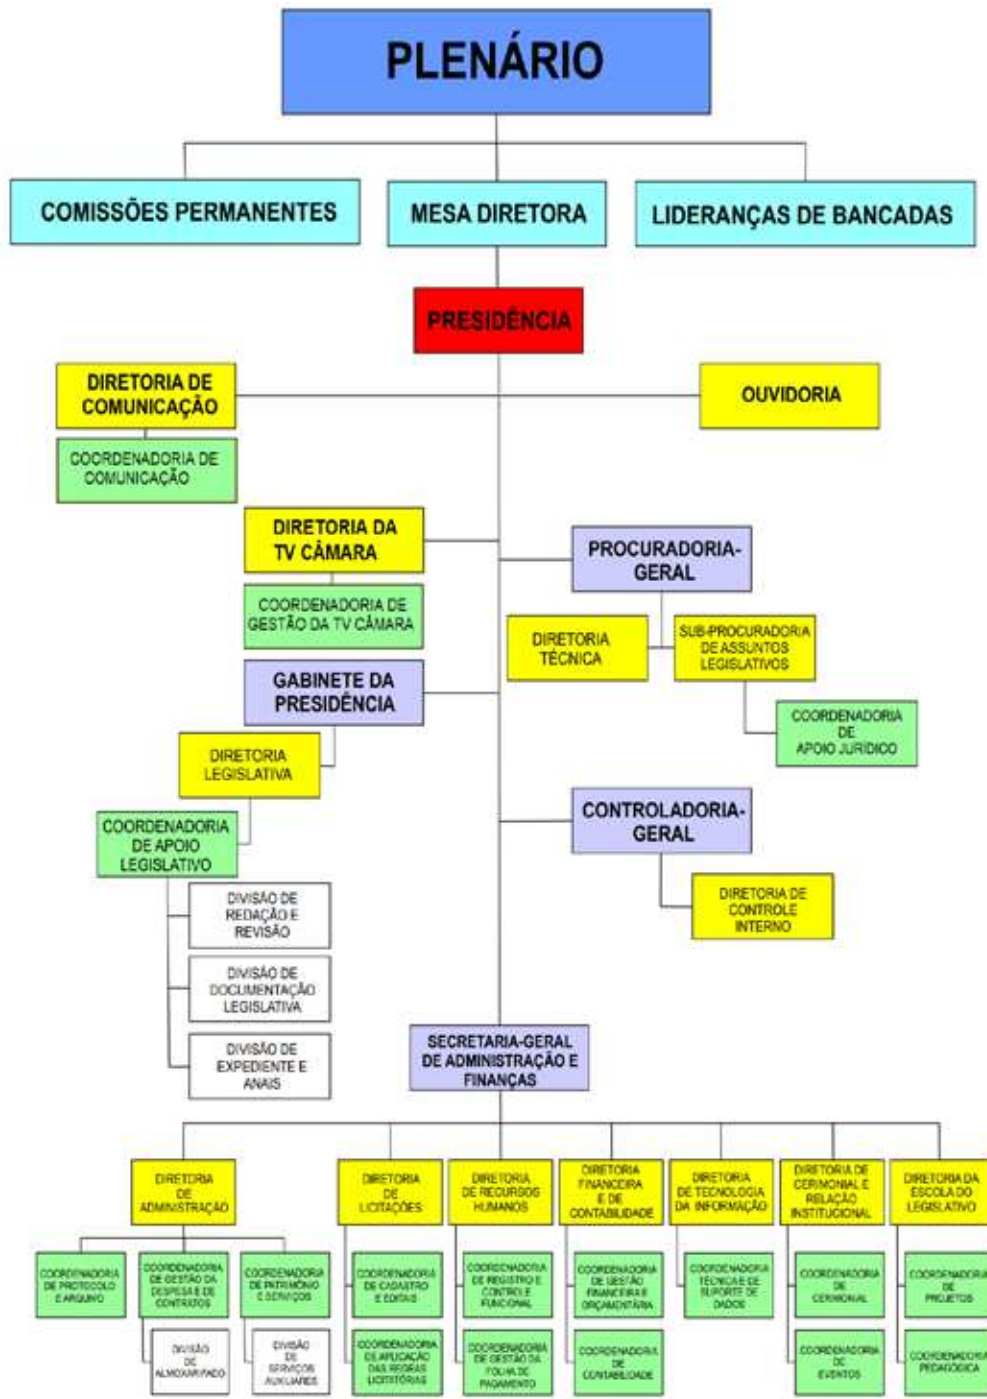 PLENÁRIO
COMISSÕES PERMANENTES
MESA DIRETORA
LIDERANÇAS DE BANCADAS
PRESIDÊNCIA
DIRETORIA DE
COMUNICAÇÃO
OUVIDORIA
COORDENADORIA DE
COMUNICAÇÃO
DIRETORIA DA
TV CÂMARA
PROCURADORIA-
GERAL
COORDENADORIA DE
GESTÃO DA TV CÂMARA
DIRETORIA
TÉCNICA
SUB-PROCURADORIA
DE ASSUNTOS
LEGISLATIVOS
GABINETE DA
PRESIDÊNCIA
COORDENADORIA
DE
APOIO JURÍDICO
DIRETORIA
LEGISLATIVA
CONTROLADORIA-
GERAL
COORDENADORIA
DE APOIO
LEGISLATIVO
DIRETORIA DE
CONTROLE
INTERNO
DIVISÃO DE
REDAÇÃO E
REVISÃO
DIVISÃO DE
DOCUMENTAÇÃO
LEGISLATIVA
DIVISÃO DE
EXPEDIENTE E
ANAIS
SECRETARIA-GERAL
DE ADMINISTRAÇÃO E
FINANÇAS
DIRETORIA
DE
ADMINISTRAÇÃO
DIRETORIA
DE
LICITAÇÕES
DIRETORIA
DE RECURSOS
HUMANOS
DIRETORIA
FINANCEIRA
E DE
CONTABILIDADE
DIRETORIA
DE TECNOLOGIA
DA INFORMAÇÃO
DIRETORIA DE
CERIMONIAL E
RELAÇÃO
INSTITUCIONAL
DIRETORIA DA
ESCOLA DO
LEGISLATIVO
COORDENADORIA
DE PROTOCOLO
E ARQUIVO
COORDENADORIA
DE GESTÃO DA
DESPESA E DE
CONTRATOS
COORDENADORIA
DE PATRIMÔNIO
E SERVIÇOS
COORDENADORIA
DE CADASTRO
E EDITAIS
COORDENADORIA
DE REGISTRO E
CONTROLE
FUNCIONAL
COORDENADORIA
DE GESTÃO
FINANCEIRA E
ORÇAMENTÁRIA
COORDENADORIA
TÉCNICA E DE
SUPORTE DE
DADOS
COORDENADORIA
DE
CERIMONIAL
COORDENADORIA
DE
PROJETOS
DIVISÃO
DE
ALMOXARIFADO
DIVISÃO
DE
SERVIÇOS
AUXILIARES
COORDENADORIA
DE APLICAÇÃO
DAS REGRAS
LICITATÓRIAS
COORDENADORIA
DE GESTÃO DA
FOLHA DE
PAGAMENTO
COORDENADORIA
DE
CONTABILIDADE
COORDENADORIA
DE
EVENTOS
COORDENADORIA
PEDAGÓGICA